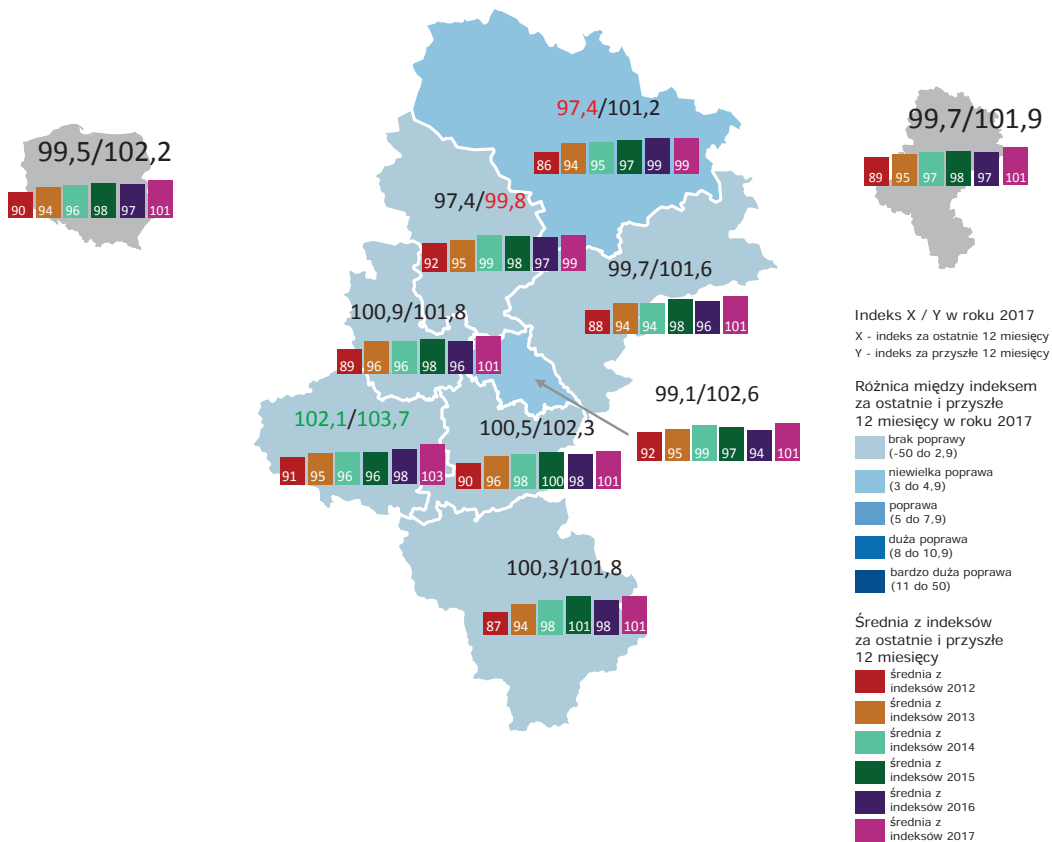 97,4/101,2
86 94 95 97 99 99
99,5/102,2
90 94 96 98 97 101
99,7/101,9
89 95 97 98 97 101
97,4/99,8
92 95 99 98 97 99
99,7/101,6
88 94 94 98 96 101
100,9/101,8
89 96 96 98 96 101
99,1/102,6
92 95 99 97 94 101
102,1/103,7
91 95 96 96 98 103
100,5/102,3
90 96 98 100 98 101
100,3/101,8
87 94 98 101 98 101
Indeks X / Y w roku 2017
X - indeks za ostatnie 12 miesięcy
Y - indeks za przyszłe 12 miesięcy
Różnica między indeksem
za ostatnie i przyszłe
12 miesięcy w roku 2017
brak poprawy
(-50 do 2,9)
niewielka poprawa
(3 do 4,9)
poprawa
(5 do 7,9)
duża poprawa
(8 do 10,9)
bardzo duża poprawa
(11 do 50)
Średnia z indeksów
za ostatnie i przyszłe
12 miesięcy
średnia z
indeksów 2012
średnia z
indeksów 2013
średnia z
indeksów 2014
średnia z
indeksów 2015
średnia z
indeksów 2016
średnia z
indeksów 2017